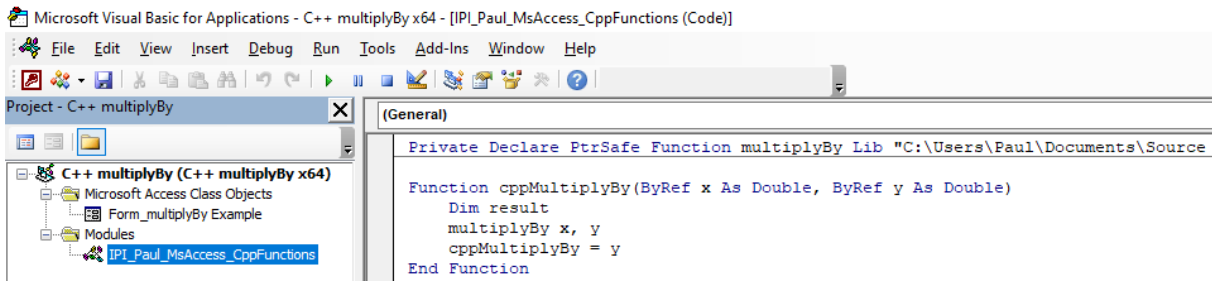 Microsoft Visual Basic for Applications - C++ multiplyBy x64 - [IPI_Paul_MsAccess_CppFunctions (Code)]
File Edit View Insert Debug Run Tools Add-Ins Window Help
Project - C++ multiplyBy
(General)
C++ multiplyBy (C++ multiplyBy x64)
Microsoft Access Class Objects
Form_multiplyBy Example
Modules
IPI_Paul_MsAccess_CppFunctions
Private Declare PtrSafe Function multiplyBy Lib "C:\Users\Paul\Documents\Source
Function cppMultiplyBy(ByRef x As Double, ByRef y As Double)
Dim result
multiplyBy x, y
cppMultiplyBy = y
End Function